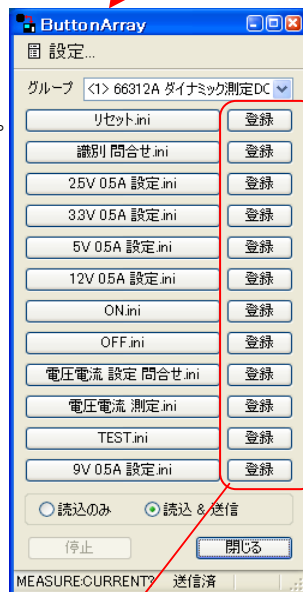 ButtonArray
設定...
グループ <1> 66312A ダイナミック測定DC
リセット.ini 登録
識別 問合せ.ini 登録
2.5V 0.5A 設定.ini 登録
3.3V 0.5A 設定.ini 登録
5V 0.5A 設定.ini 登録
12V 0.5A 設定.ini 登録
ON.ini 登録
OFF.ini 登録
電圧電流 設定 問合せ.ini 登録
電圧電流 測定.ini 登録
TEST.ini 登録
9V 0.5A 設定.ini 登録
読込のみ 読込 & 送信
停止 閉じる
MEASURE:CURRENT? 送信済